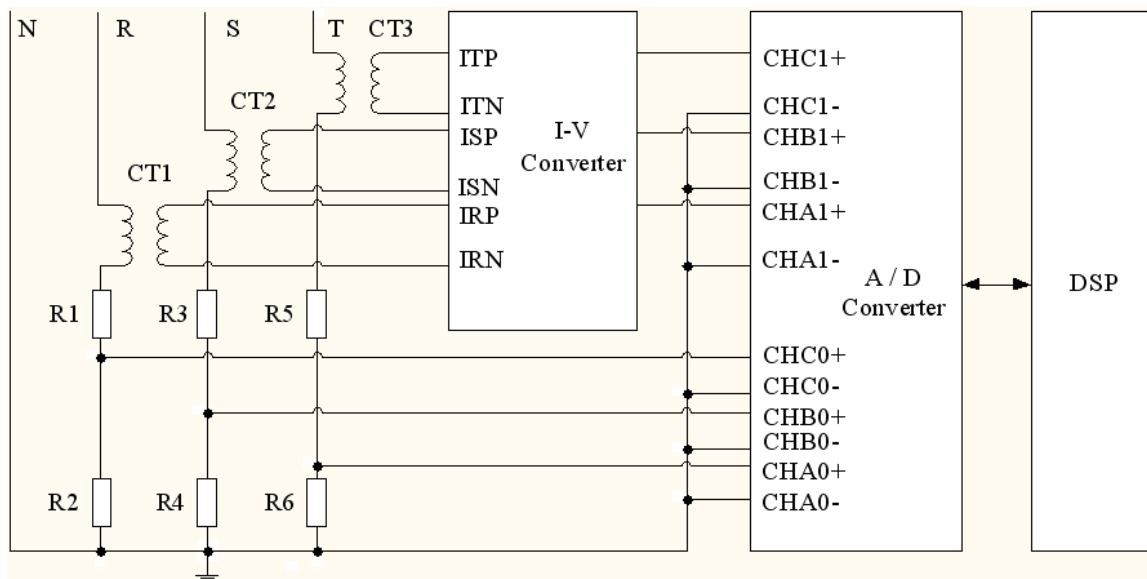 N R S T CT3
CT2
CT1
ITP
ITN
ISP
ISN
IRP
IRN
I-V
Converter
CHC1+
CHC1-
CHB1+
CHB1-
CHA1+
CHA1-
A / D
Converter
CHC0+
CHC0-
CHB0+
CHB0-
CHA0+
CHA0-
DSP
R1 R3 R5
R2 R4 R6